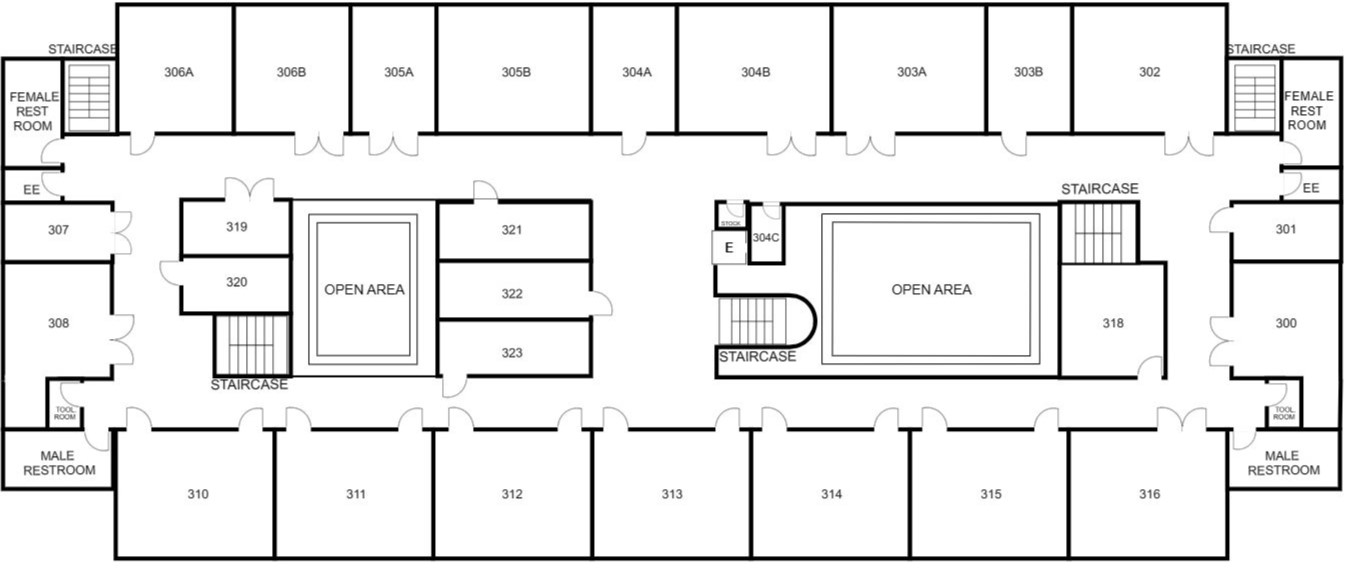 STAIRCASE
STAIRCASE
306A
306B
305A
305B
304A
304B
303A
303B
302
FEMALE
REST
ROOM
FEMALE
REST
ROOM
EE
EE
STAIRCASE
307
319
321
STOCK
304C
301
E
320
322
OPEN AREA
OPEN AREA
308
318
300
323
STAIRCASE
STAIRCASE
TOOL
ROOM
TOOL
ROOM
MALE
RESTROOM
MALE
RESTROOM
310
311
312
313
314
315
316